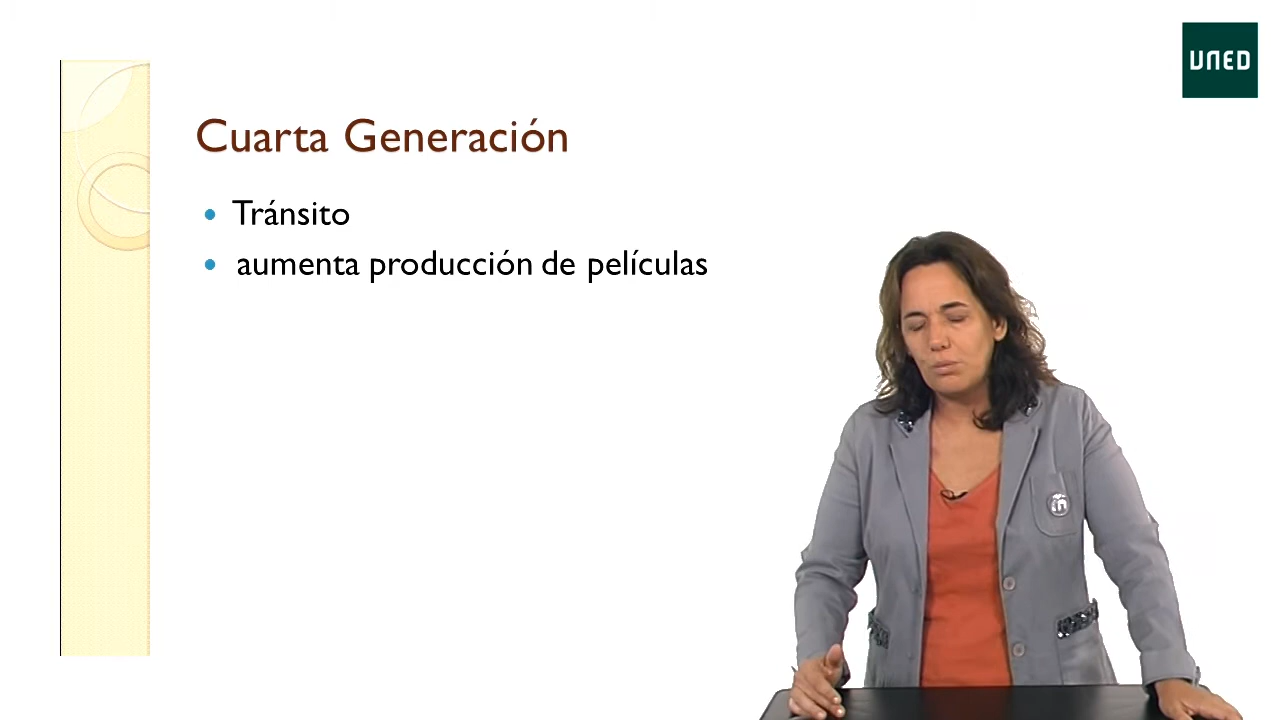 UNED
Cuarta Generación
Tránsito
aumenta producción de películas